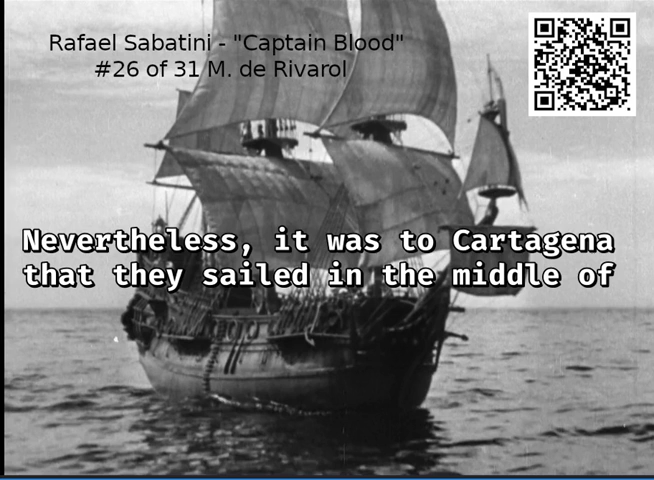 Rafael Sabatini - "Captain Blood"
#26 of 31 M. de Rivarol
Nevertheless, it was to Cartagena
that they sailed in the middle of